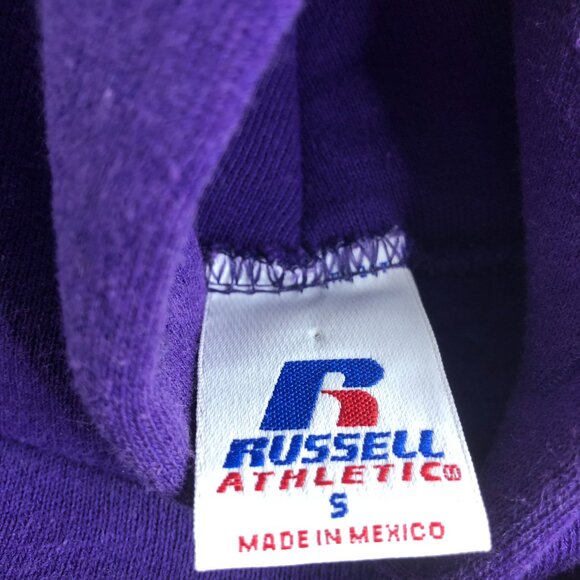 R
RUSSELL
ATHLETIC
S
MADE IN MEXICO